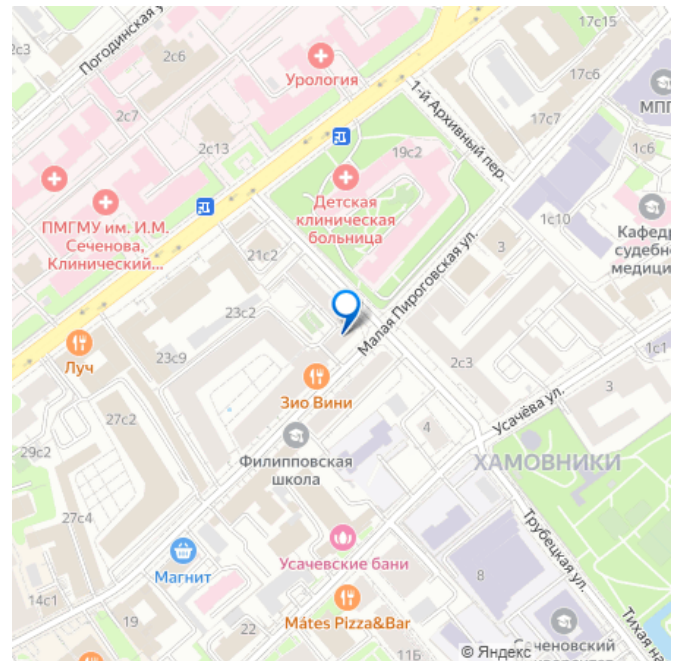 Погодинская у
17с15
2с3
2с6
Урология
17с6
МПГ
2с7
1-й Архивный пер.
17с7
2с13
19с2
1с6
Детская
клиническая
больница
ПМГМУ им. И.М.
Сеченова,
Клинический...
1с10
Кафед
судебн
медици
21с2
3
Малая Пироговская ул.
23с2
Луч
23с9
2с3
1с1
Зио Вини
Усачёва ул.
3
27с2
4
29с2
Филипповская
школа
ХАМОВНИКИ
27с4
Трубецкая ул.
Магнит
Усачевские бани
8
14с1
19
Mátes Pizza&Bar
Тихая на
22
11Б
© Яндекс
Сеченовский